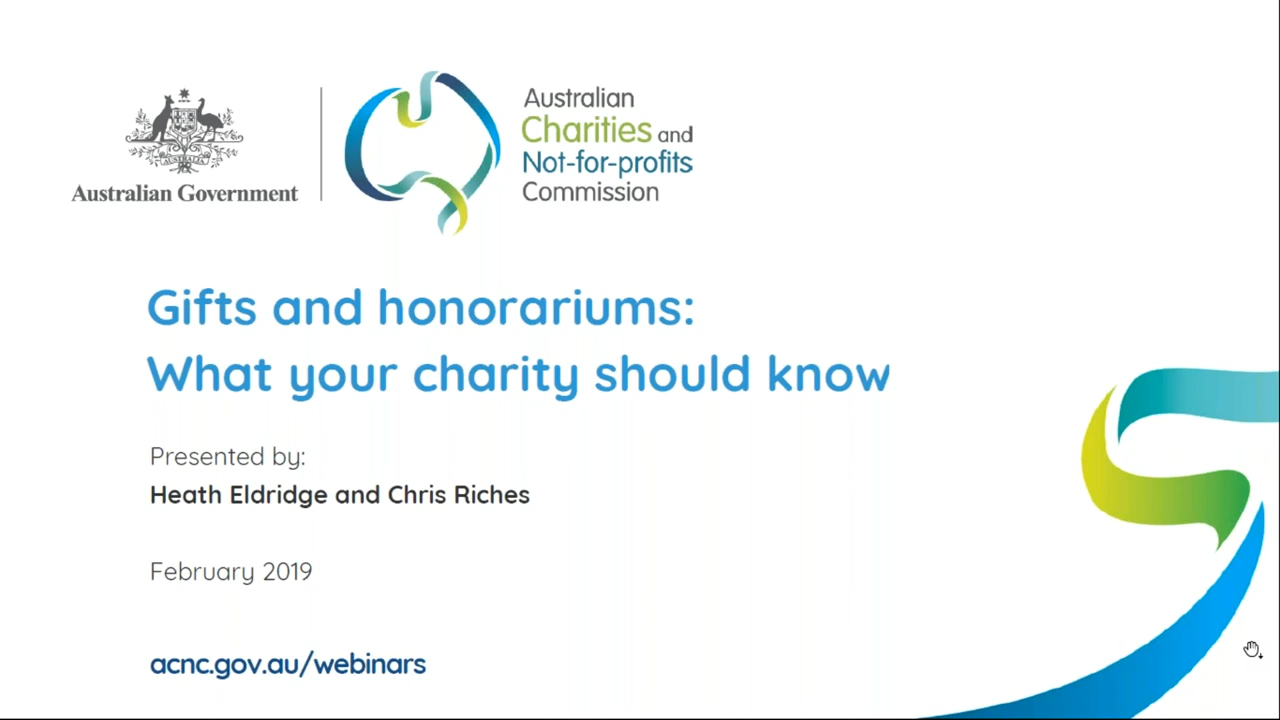 AUSTRALIA
Australian Government
Australian
Charities and
Not-for-profits
Commission
Gifts and honorariums:
What your charity should know
Presented by:
Heath Eldridge and Chris Riches
February 2019
acnc.gov.au/webinars